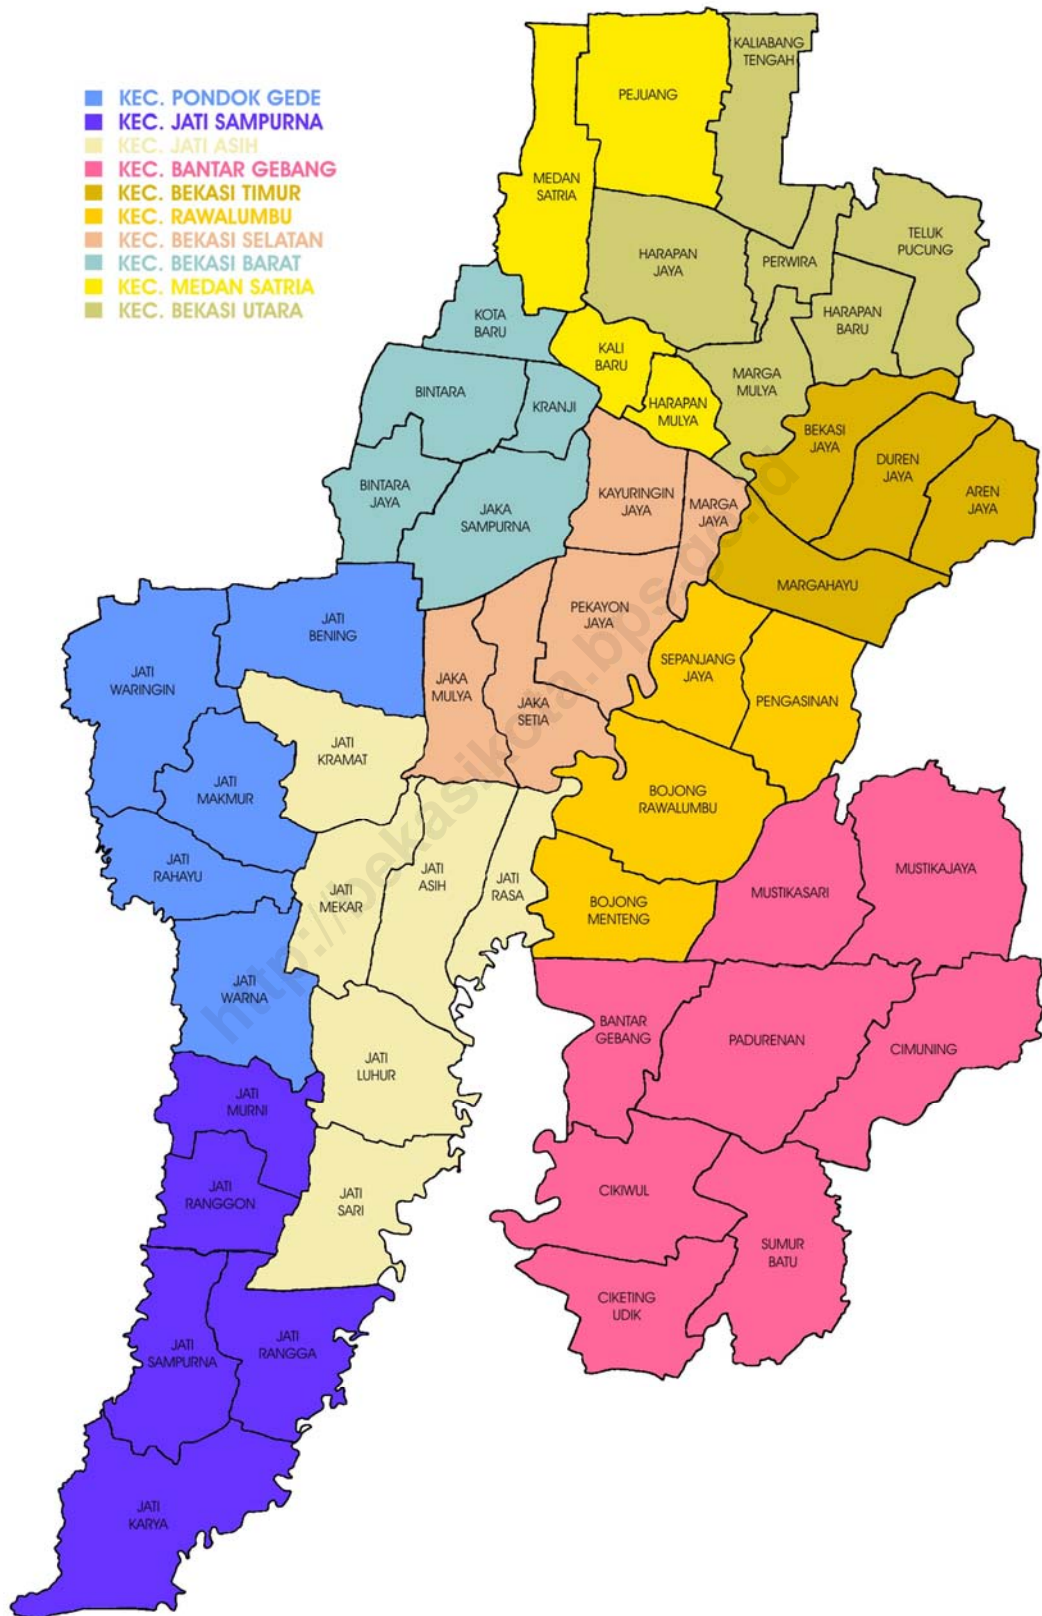 KEC. PONDOK GEDE
KEC. JATI SAMPURNA
KEC. JATI ASIH
KEC. BANTAR GEBANG
KEC. BEKASI TIMUR
KEC. RAWALUMBU
KEC. BEKASI SELATAN
KEC. BEKASI BARAT
KEC. MEDAN SATRIA
KEC. BEKASI UTARA
KALIABANG
TENGAH
PEJUANG
MEDAN
SATRIA
TELUK
PUCUNG
HARAPAN
JAYA
PERWIRA
HARAPAN
BARU
KOTA
BARU
KALI
BARU
MARGA
MULYA
BINTARA
KRANJI
HARAPAN
MULYA
BEKASI
JAYA
DUREN
JAYA
AREN
JAYA
BINTARA
JAYA
JAKA
SAMPURNA
KAYURINGIN
JAYA
MARGA
JAYA
MARGAHAYU
JATI
BENING
PEKAYON
JAYA
JATI
WARINGIN
JAKA
MULYA
JAKA
SETIA
SEPANJANG
JAYA
PENGASINAN
JATI
KRAMAT
JATI
MAKMUR
BOJONG
RAWALUMBU
JATI
RAHAYU
JATI
MEKAR
JATI
ASIH
JATI
RASA
MUSTIKASARI
MUSTIKAJAYA
BOJONG
MENTENG
JATI
WARNA
BANTAR
GEBANG
PADURENAN
CIMUNING
JATI
LUHUR
JATI
MURNI
JATI
RANGGON
JATI
SARI
CIKIWUL
SUMUR
BATU
CIKETING
UDIK
JATI
SAMPURNA
JATI
RANGGA
JATI
KARYA
http://bekasikota.bps.go.id